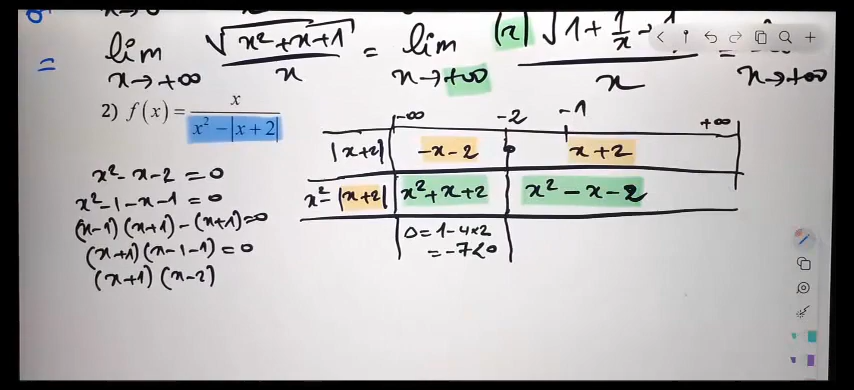 = lim x→+∞ √(x²+x+1) / x = lim x→+∞ (x) √(1 + 1/x + / x = x→+∞
2) f(x) = x / (x² − |x+2|)
−∞ −2 −1 +∞
|x+2| −x−2 0 x+2
x² − |x+2| x²+x+2 x² − x − 2
Δ = 1−4×2
= −7<0
x² − x − 2 = 0
x² − 1 − x − 1 = 0
(x−1)(x+1) − (x+1) = 0
(x+1)(x−1−1) = 0
(x+1)(x−2)